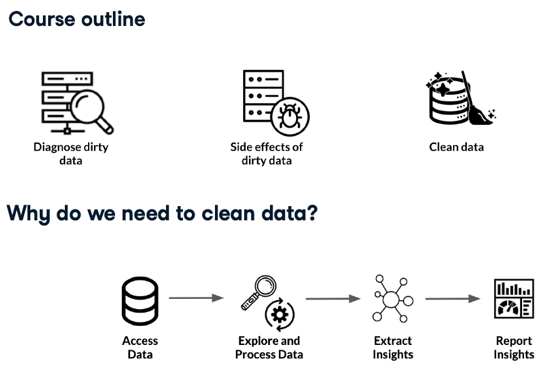 Course outline
Diagnose dirty
data
Side effects of
dirty data
Clean data
Why do we need to clean data?
Access
Data
Explore and
Process Data
Extract
Insights
Report
Insights